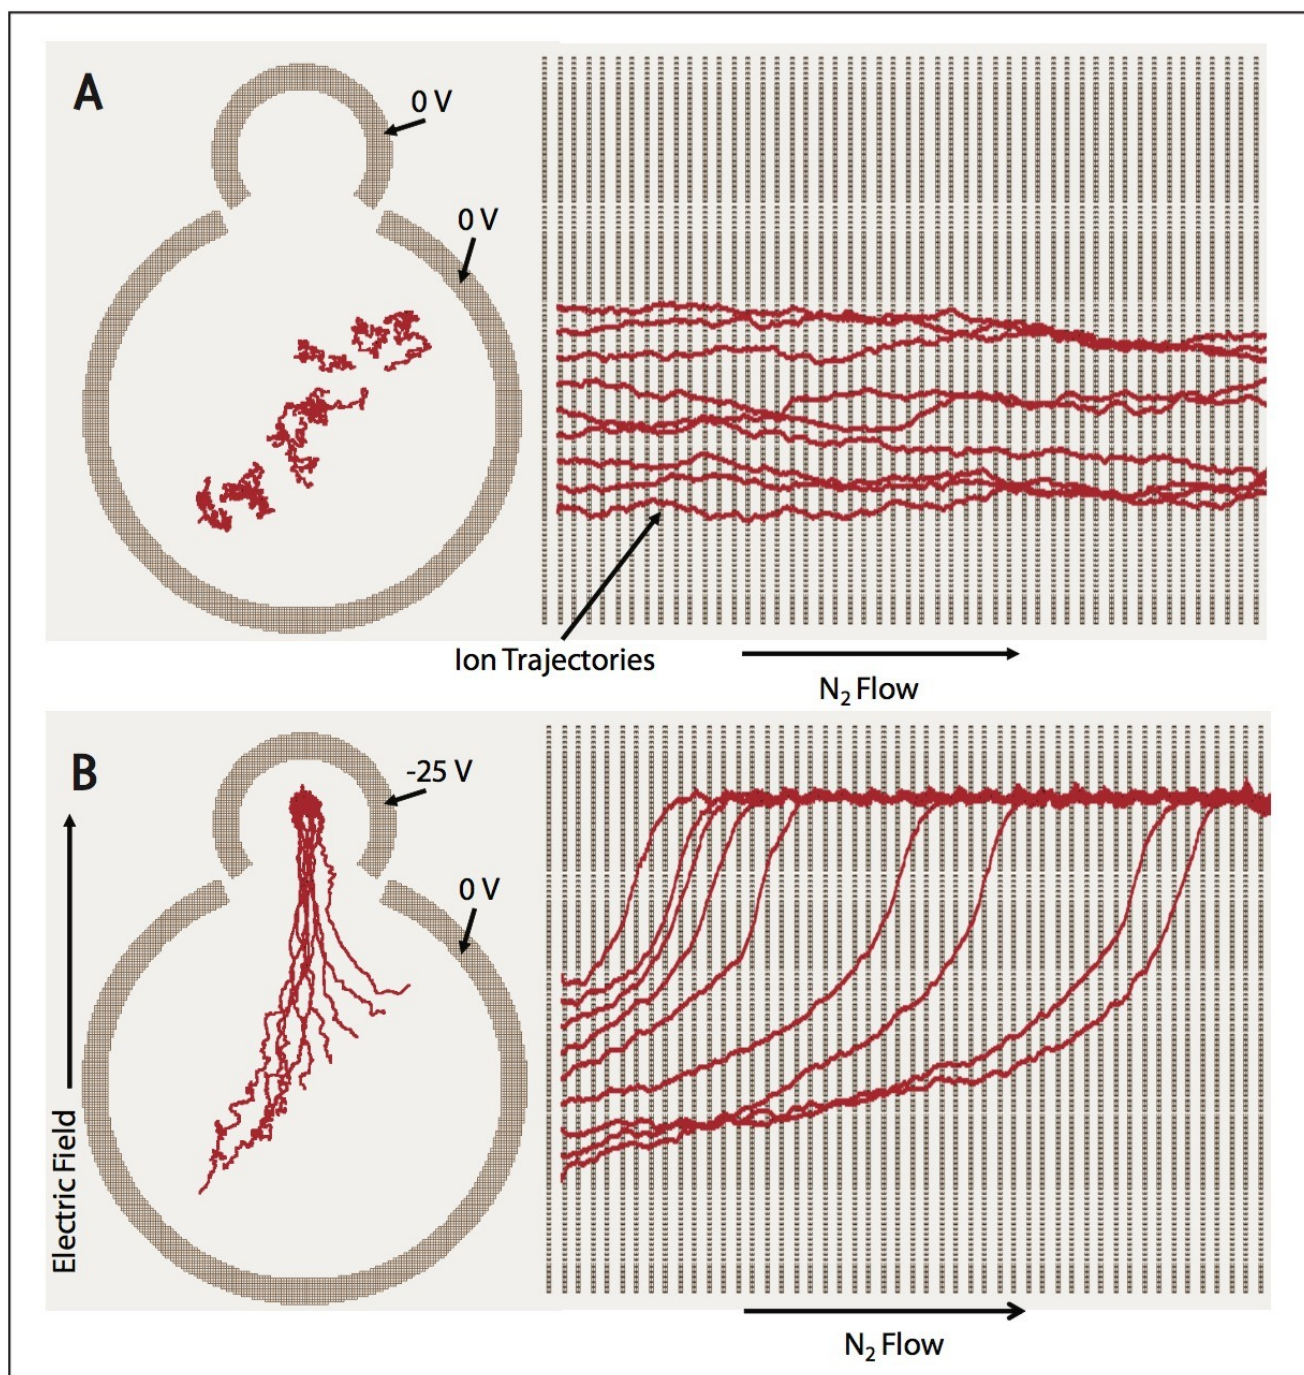 A
0 V
0 V
Ion Trajectories
N₂ Flow
B
-25 V
0 V
Electric Field
N₂ Flow